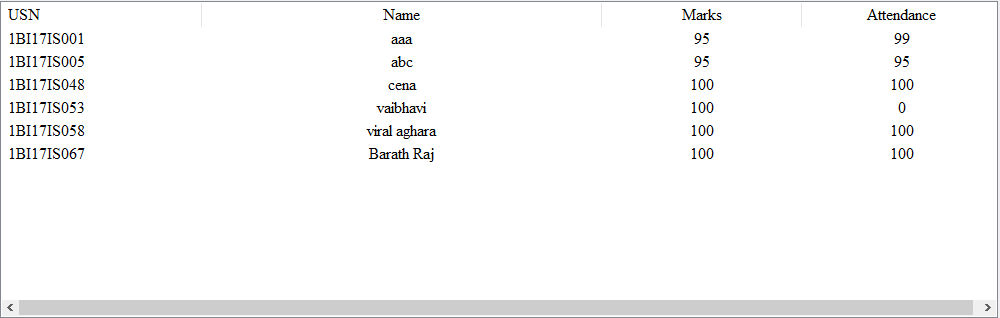 USN Name Marks Attendance
1BI17IS001 aaa 95 99
1BI17IS005 abc 95 95
1BI17IS048 cena 100 100
1BI17IS053 vaibhavi 100 0
1BI17IS058 viral aghara 100 100
1BI17IS067 Barath Raj 100 100